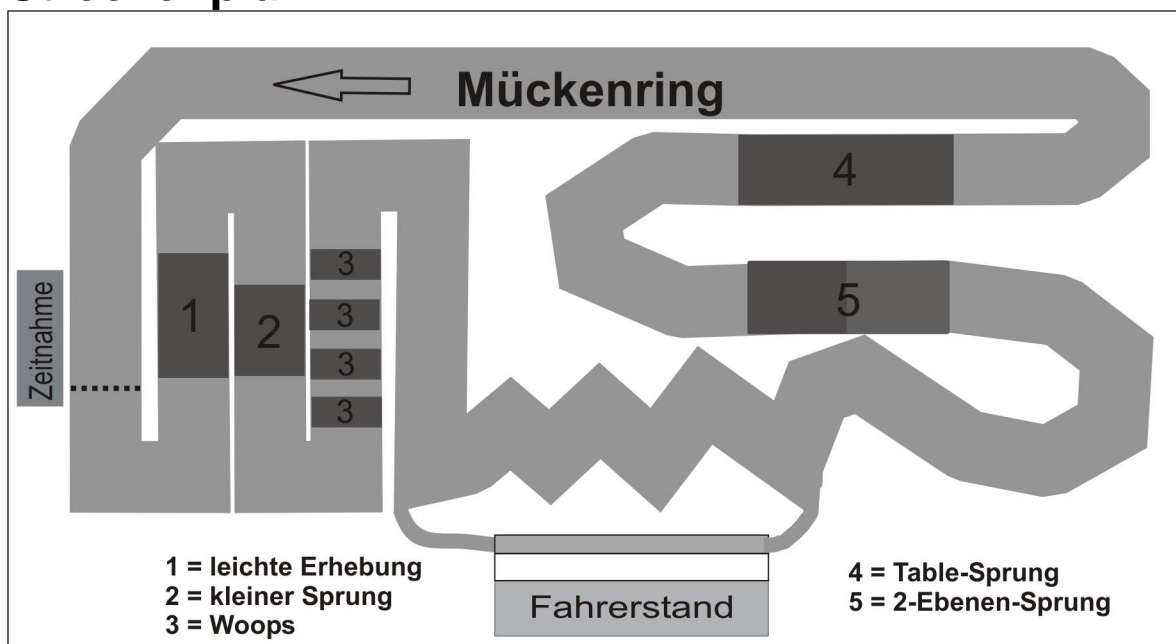 Mückenring
4
5
1
2
3
3
3
3
Zeitnahme
1 = leichte Erhebung
2 = kleiner Sprung
3 = Woops
Fahrerstand
4 = Table-Sprung
5 = 2-Ebenen-Sprung